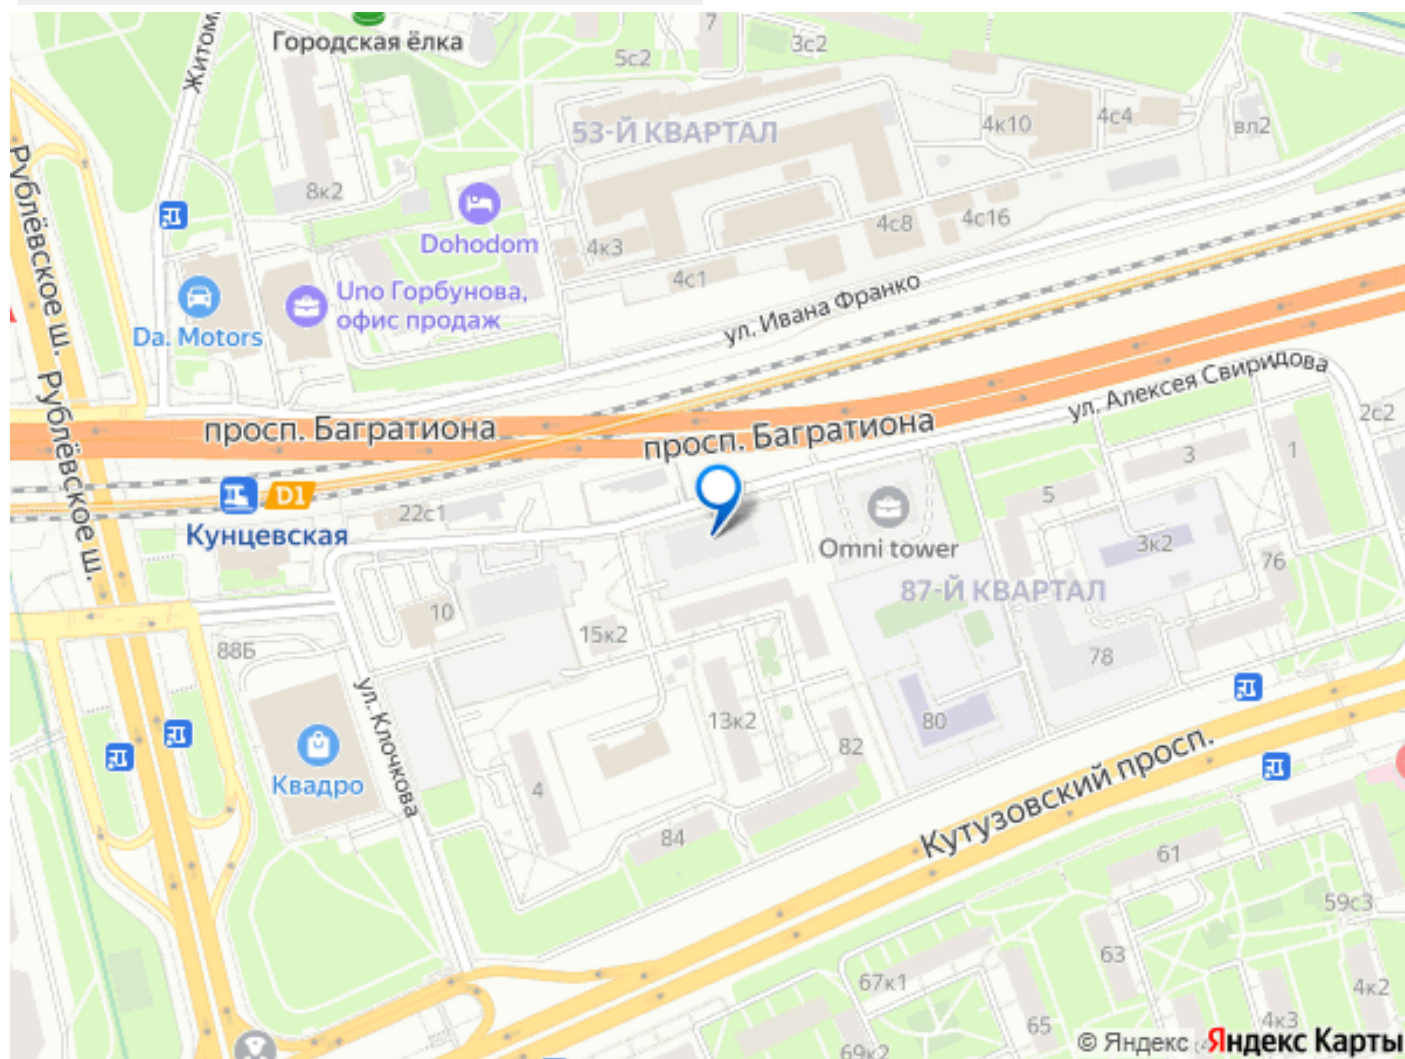 Городская ёлка
7
3с2
5с2
Житом
53-Й КВАРТАЛ
4к10
4с4
вл2
Рублёвское ш.
8к2
Dohodom
4к3
4с8
4с16
4с1
Uno Горбунова,
офис продаж
Da. Motors
ул. Ивана Франко
Рублёвское ш.
просп. Багратиона
просп. Багратиона
ул. Алексея Свиридова
2с2
3
1
5
D1
Кунцевская
22с1
Omni tower
3к2
76
87-Й КВАРТАЛ
10
15к2
88Б
78
ул. Клочкова
13к2
80
82
Квадро
4
84
Кутузовский просп.
61
59с3
63
67к1
4к2
65
4к3
69к2
© Яндекс
Яндекс Карты